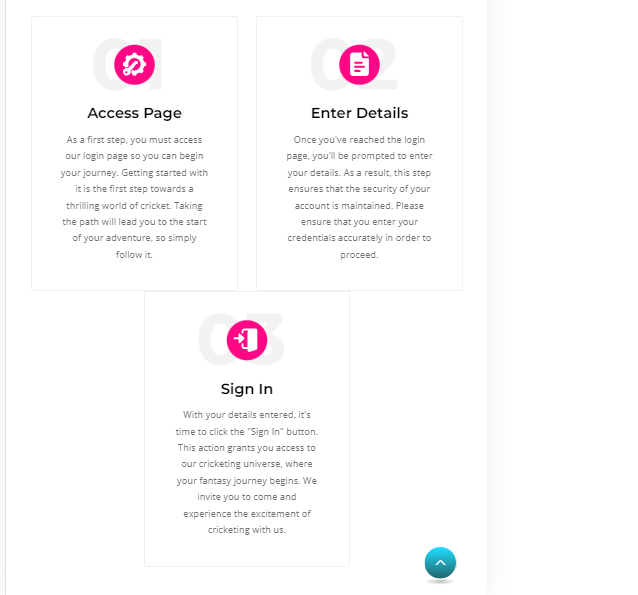 01
Access Page
As a first step, you must access
our login page so you can begin
your journey. Getting started with
it is the first step towards a
thrilling world of cricket. Taking
the path will lead you to the start
of your adventure, so simply
follow it.
02
Enter Details
Once you've reached the login
page, you'll be prompted to enter
your details. As a result, this step
ensures that the security of your
account is maintained. Please
ensure that you enter your
credentials accurately in order to
proceed.
03
Sign In
With your details entered, it's
time to click the "Sign In" button.
This action grants you access to
our cricketing universe, where
your fantasy journey begins. We
invite you to come and
experience the excitement of
cricketing with us.